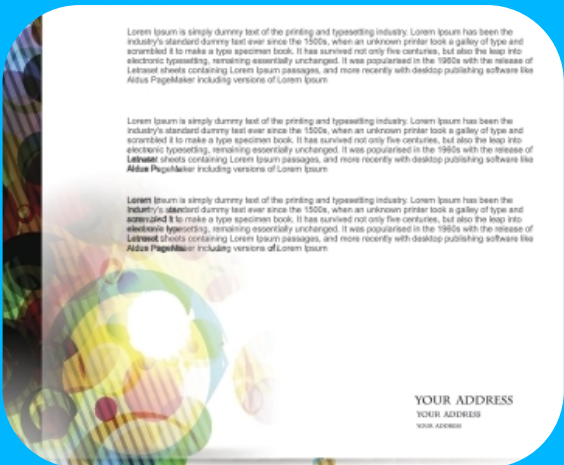 Lorem Ipsum is simply dummy text of the printing and typesetting industry. Lorem Ipsum has been the
industry's standard dummy text ever since the 1500s, when an unknown printer took a galley of type and
scrambled it to make a type specimen book. It has survived not only five centuries, but also the leap into
electronic typesetting, remaining essentially unchanged. It was popularised in the 1960s with the release of
Letraset sheets containing Lorem Ipsum passages, and more recently with desktop publishing software like
Aldus PageMaker including versions of Lorem Ipsum
Lorem Ipsum is simply dummy text of the printing and typesetting industry. Lorem Ipsum has been the
industry's standard dummy text ever since the 1500s, when an unknown printer took a galley of type and
scrambled it to make a type specimen book. It has survived not only five centuries, but also the leap into
electronic typesetting, remaining essentially unchanged. It was popularised in the 1960s with the release of
Letraset sheets containing Lorem Ipsum passages, and more recently with desktop publishing software like
Aldus PageMaker including versions of Lorem Ipsum
Lorem Ipsum is simply dummy text of the printing and typesetting industry. Lorem Ipsum has been the
industry's standard dummy text ever since the 1500s, when an unknown printer took a galley of type and
scrambled it to make a type specimen book. It has survived not only five centuries, but also the leap into
electronic typesetting, remaining essentially unchanged. It was popularised in the 1960s with the release of
Letraset sheets containing Lorem Ipsum passages, and more recently with desktop publishing software like
Aldus PageMaker including versions of Lorem Ipsum
YOUR ADDRESS
YOUR ADDRESS
YOUR ADDRESS